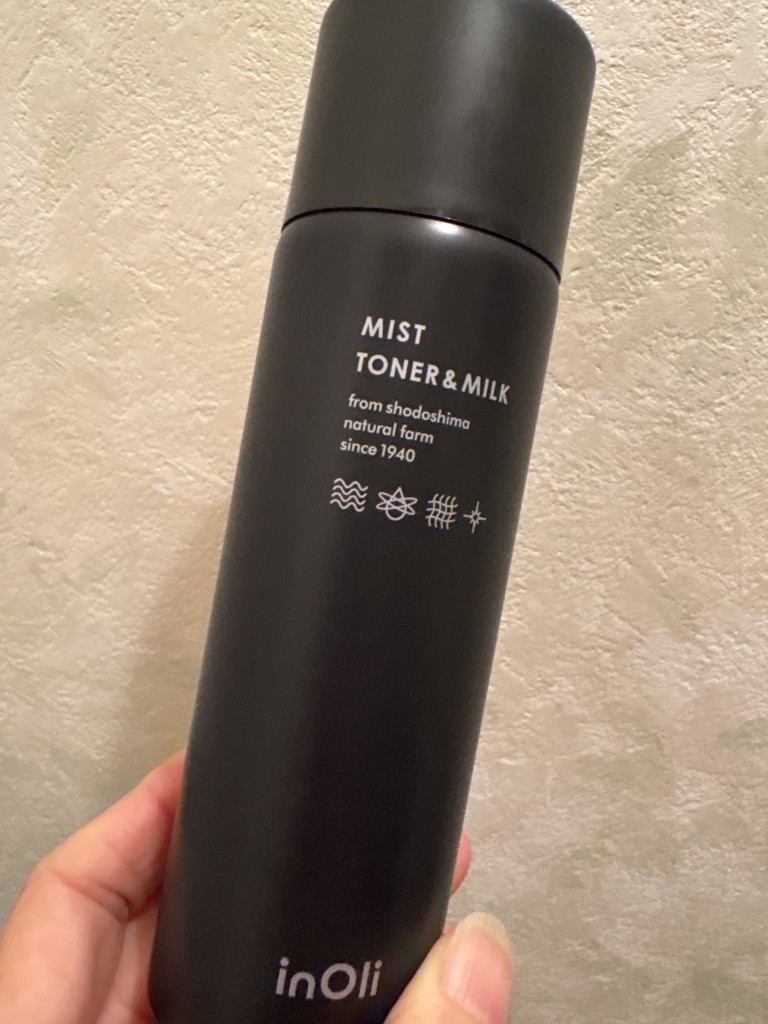 MIST
TONER&MILK
from shodoshima
natural farm
since 1940
inOli